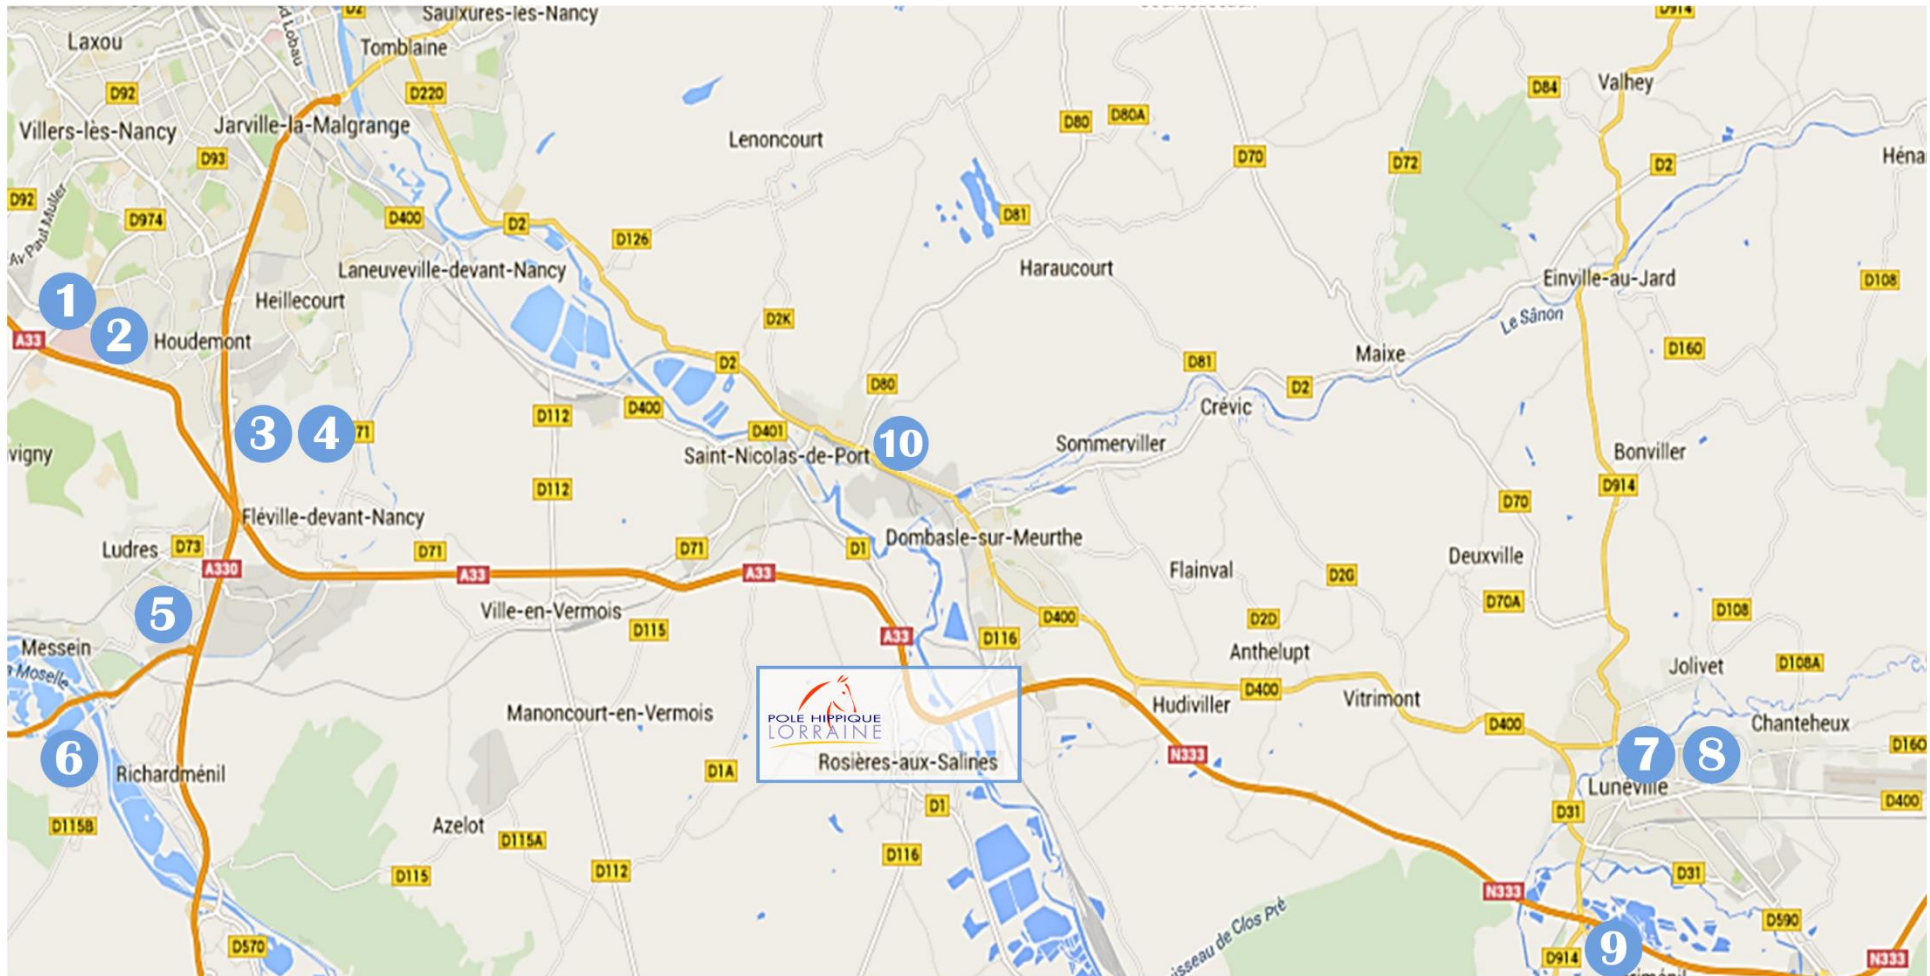 D2
Saulxures-lès-Nancy
D914
Laxou
Tomblaine
Valhey
D92
D220
D84
D80
D80A
Villers-lès-Nancy
Jarville-la-Malgrange
Lenoncourt
D93
D70
D72
D2
Héna
D92
Av. Paul Muller
D974
D400
D2
D126
D81
Laneuveville-devant-Nancy
Haraucourt
Einville-au-Jard
D108
1
Heillecourt
2
D2K
Le Sânon
A33
Houdemont
D2
D81
Maixe
D160
D80
D2
D112
D400
Crévic
3
4
71
D401
10
vigny
Saint-Nicolas-de-Port
Sommerviller
Bonviller
D112
D914
D70
Fléville-devant-Nancy
Ludres
D73
D71
D71
D1
Dombasle-sur-Meurthe
Deuxville
A330
A33
A33
Flainval
D2G
D70A
5
Ville-en-Vermois
D115
A33
D116
D400
D2D
D108
Messein
Anthelupt
Jolivet
D108A
a Moselle
D400
Vitrimont
POLE HIPPIQUE
LORRAINE
Manoncourt-en-Vermois
Hudiviller
D400
Chanteheux
6
Richardménil
D1A
Rosières-aux-Salines
N333
7
8
D160
Lunéville
D115B
Azelot
D115A
D1
D31
D400
D116
D115
D112
D31
N333
isseau de Clos Pré
D590
D570
D914
9
N333